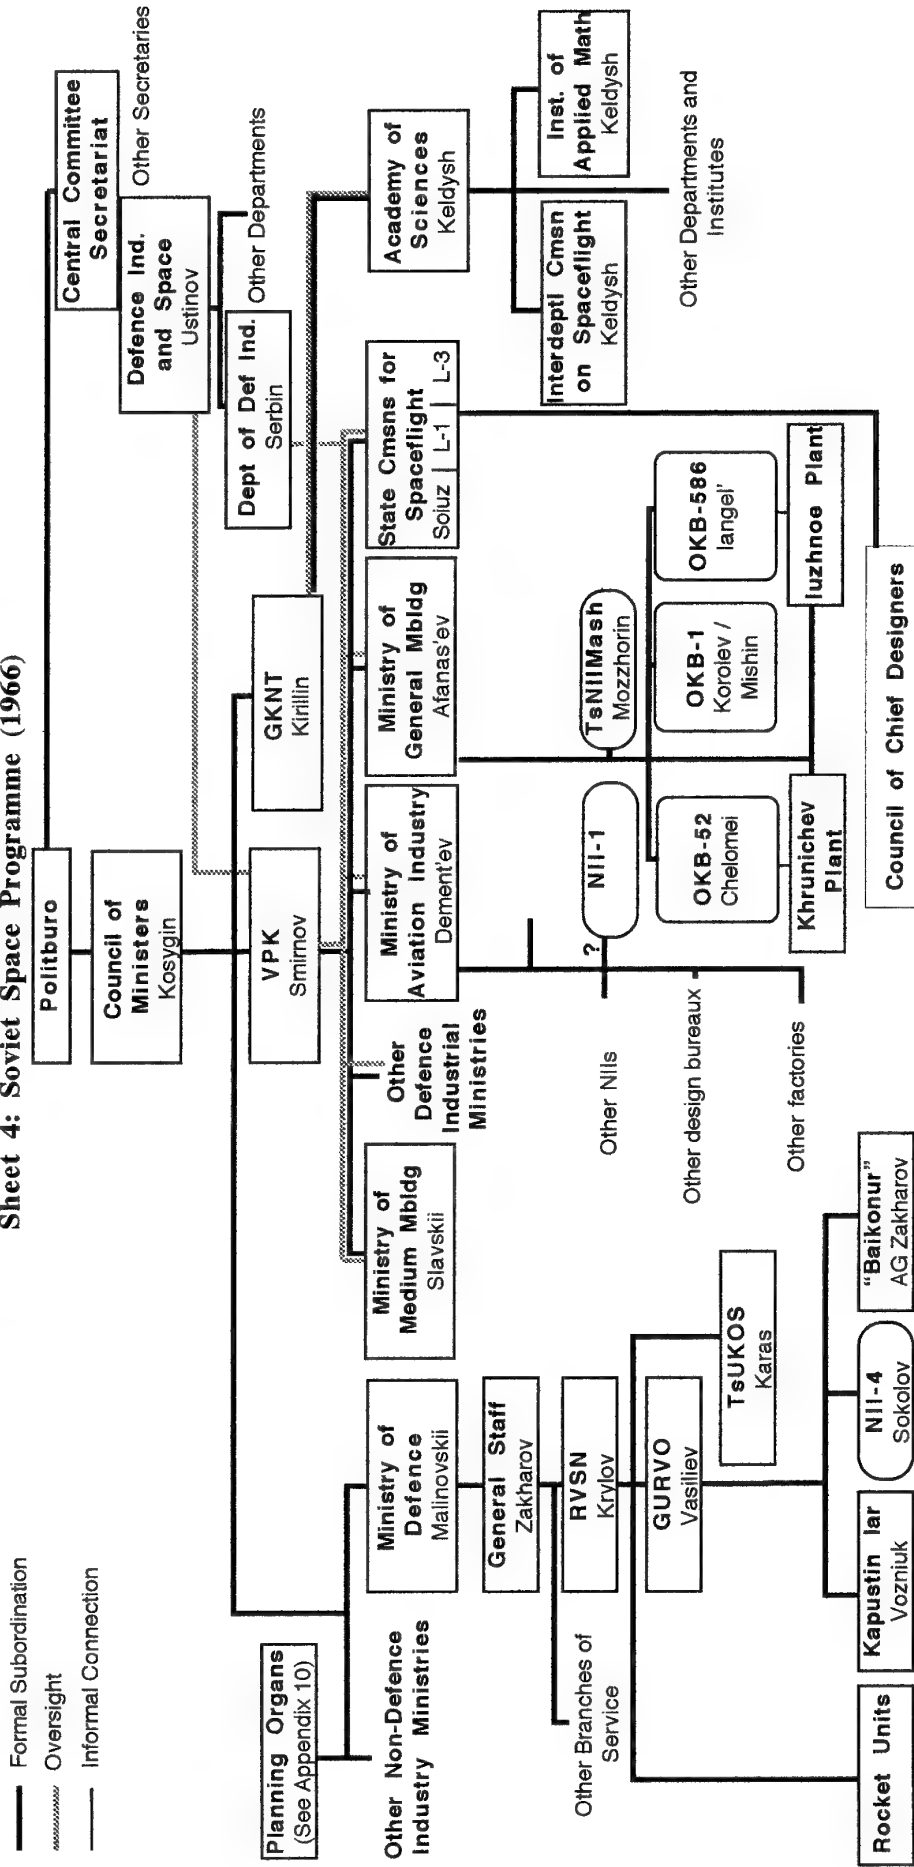 Sheet 4: Soviet Space Programme (1966)
Formal Subordination
Oversight
Informal Connection
Politburo
Council of
Ministers
Kosygin
Central Committee
Secretariat
Other Secretaries
Defence Ind.
and Space
Ustinov
Other Departments
Dept of Def Ind.
Serbin
Planning Organs
(See Appendix 10)
VPK
Smirnov
GKNT
Kirillin
Other Non-Defence
Industry Ministries
Ministry of
Defence
Malinovskii
Ministry of
Medium Mbldg
Slavskii
Other
Defence
Industrial
Ministries
Ministry of
Aviation Industry
Dement'ev
Ministry of
General Mbldg
Afanas'ev
State Cmsns for
Spaceflight
Soiuz | L-1 | L-3
Academy of
Sciences
Keldysh
General Staff
Zakharov
Other Branches of
Service
RVSN
Krylov
GURVO
Vasiliev
TsUKOS
Karas
Rocket Units
Kapustin Iar
Vozniuk
NII-4
Sokolov
"Baikonur"
AG Zakharov
Other NIIs
Other design bureaux
Other factories
?
NII-1
TsNIIMash
Mozzhorin
OKB-52
Chelomei
OKB-1
Korolev /
Mishin
OKB-586
Iangel'
Khrunichev
Plant
Iuzhnoe Plant
Council of Chief Designers
Interdeptl Cmsn
on Spaceflight
Keldysh
Inst. of
Applied Math
Keldysh
Other Departments and
Institutes